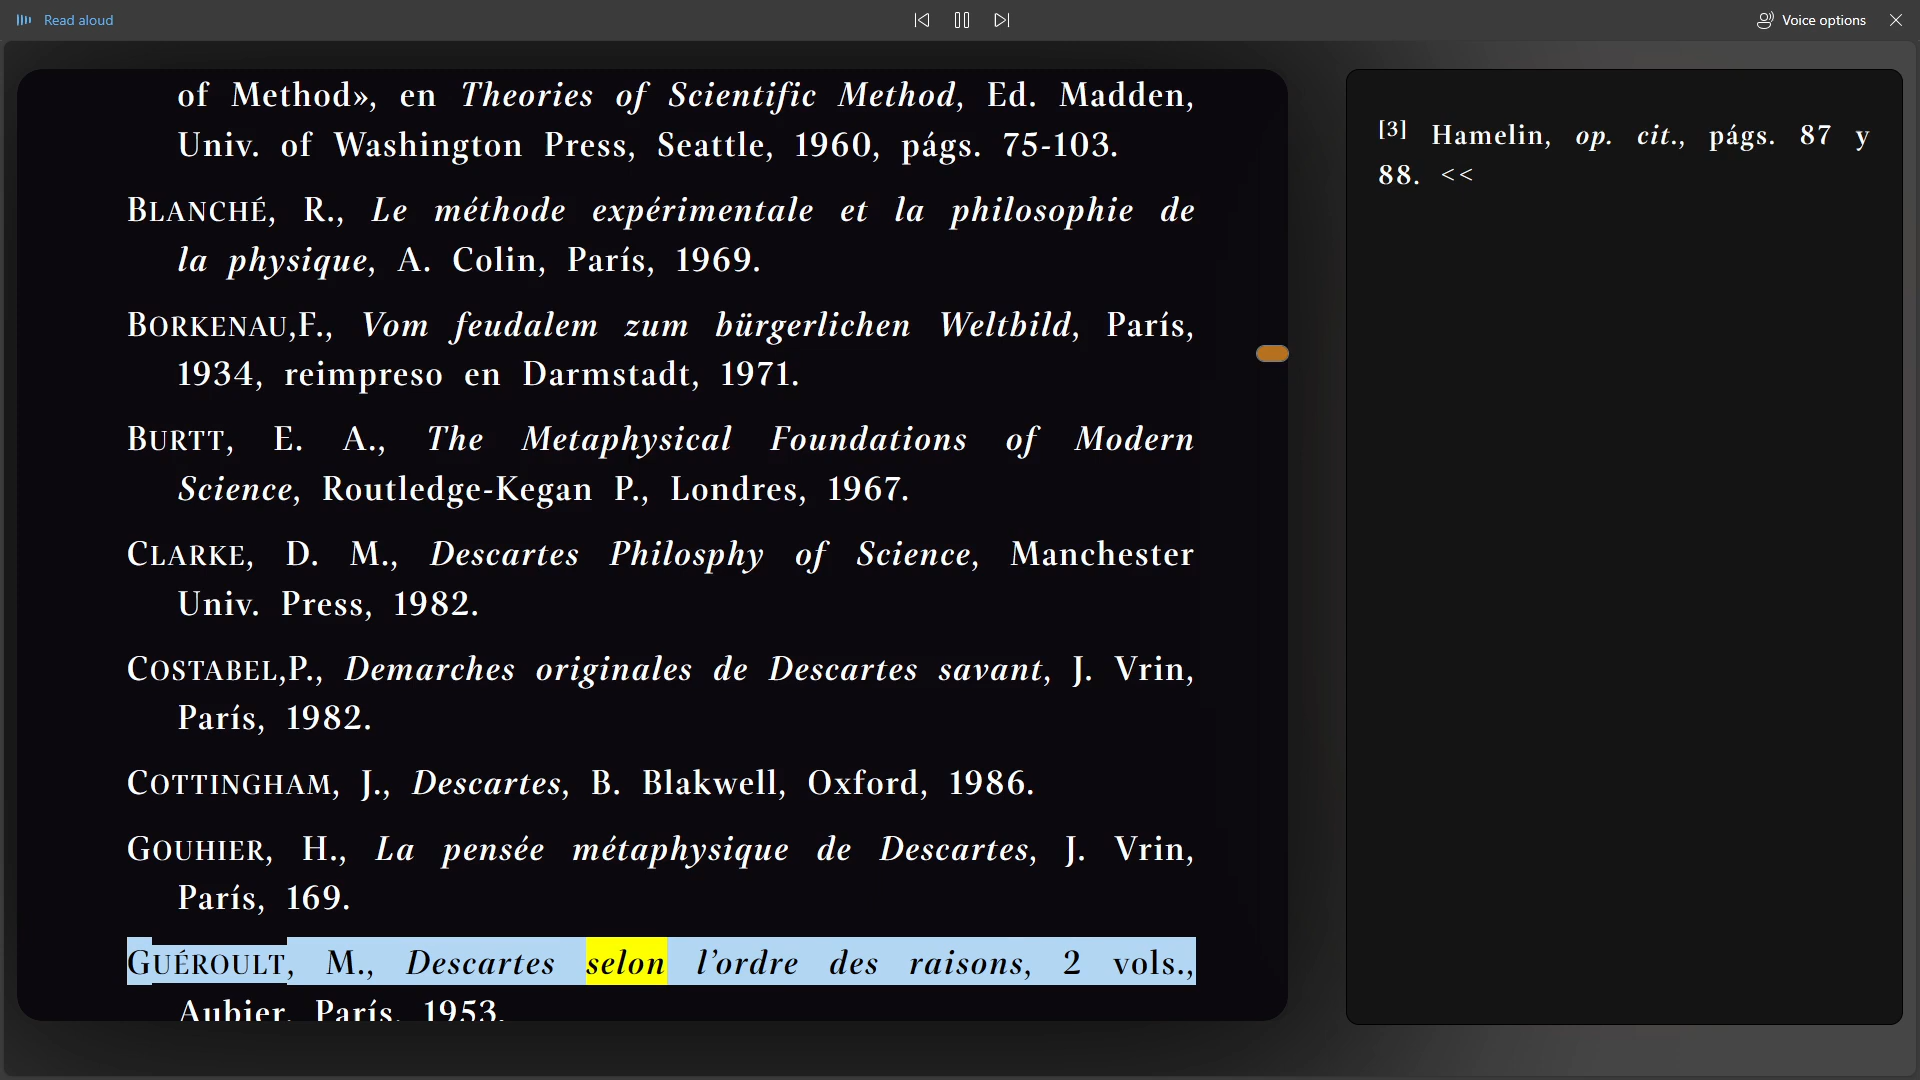 Read aloud
Voice options
of Method», en Theories of Scientific Method, Ed. Madden,
Univ. of Washington Press, Seattle, 1960, págs. 75-103.
BLANCHÉ, R., Le méthode expérimentale et la philosophie de
la physique, A. Colin, París, 1969.
BORKENAU,F., Vom feudalem zum bürgerlichen Weltbild, París,
1934, reimpreso en Darmstadt, 1971.
BURTT, E. A., The Metaphysical Foundations of Modern
Science, Routledge-Kegan P., Londres, 1967.
CLARKE, D. M., Descartes Philosphy of Science, Manchester
Univ. Press, 1982.
COSTABEL,P., Demarches originales de Descartes savant, J. Vrin,
París, 1982.
COTTINGHAM, J., Descartes, B. Blakwell, Oxford, 1986.
GOUHIER, H., La pensée métaphysique de Descartes, J. Vrin,
París, 169.
GUÉROULT, M., Descartes selon l’ordre des raisons, 2 vols.,
Aubier, París, 1953.
[3] Hamelin, op. cit., págs. 87 y
88. <<